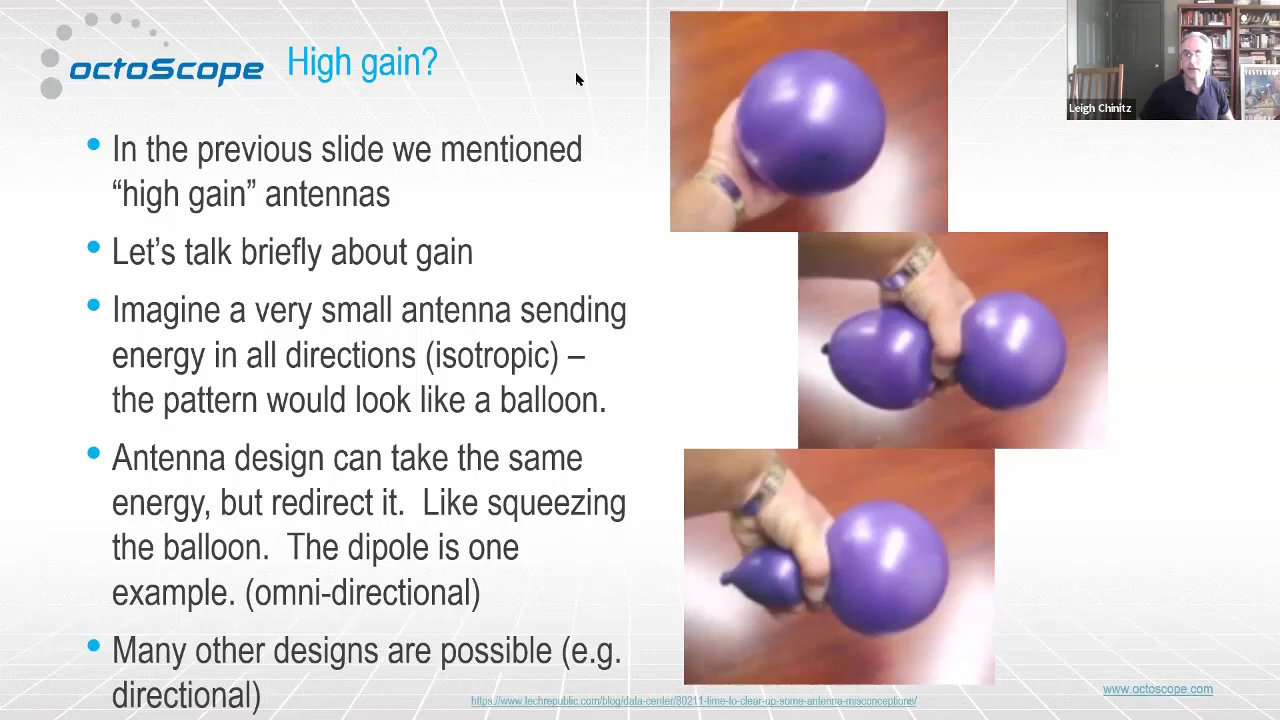 octoScope
High gain?
Leigh Chinitz
• In the previous slide we mentioned
“high gain” antennas
• Let’s talk briefly about gain
• Imagine a very small antenna sending
energy in all directions (isotropic) –
the pattern would look like a balloon.
• Antenna design can take the same
energy, but redirect it.  Like squeezing
the balloon.  The dipole is one
example. (omni-directional)
• Many other designs are possible (e.g.
directional)
https://www.techrepublic.com/blog/data-center/80211-time-to-clear-up-some-antenna-misconceptions/
www.octoscope.com